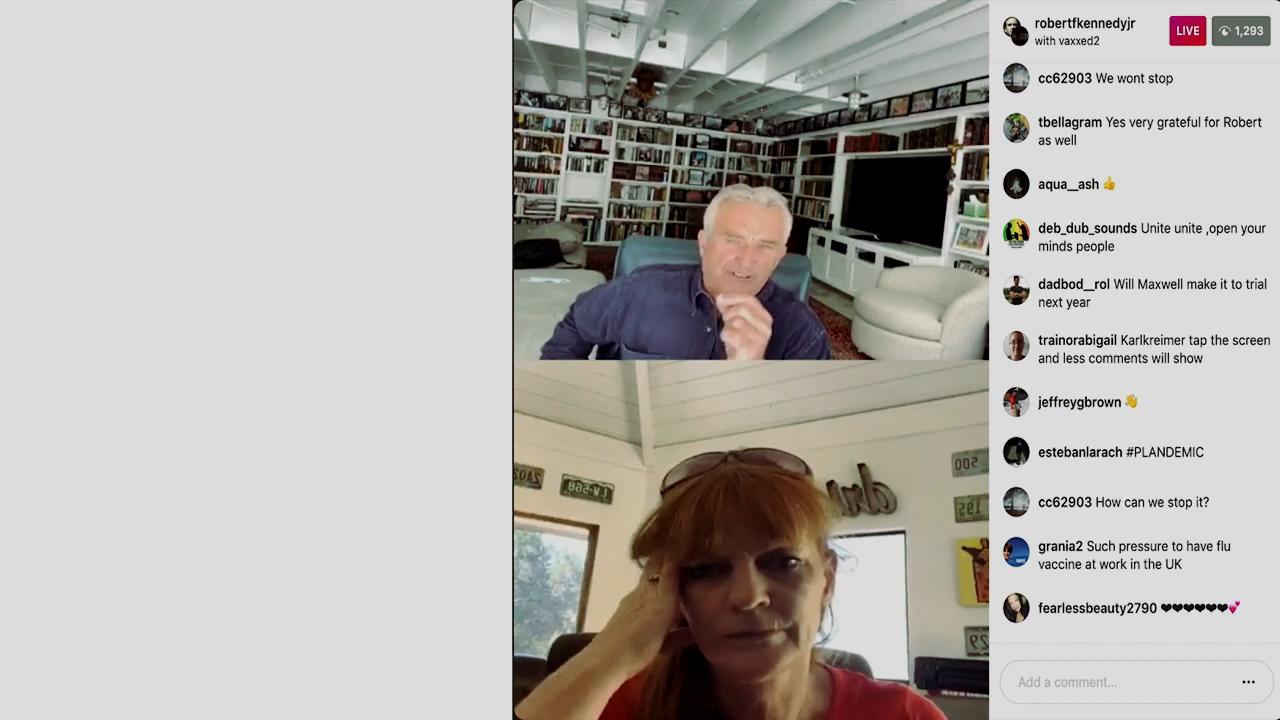 robertfkennedyjr
with vaxxed2
LIVE
1,293
cc62903 We wont stop
tbellagram Yes very grateful for Robert
as well
aqua__ash 👍
deb_dub_sounds Unite unite ,open your
minds people
dadbod__rol Will Maxwell make it to trial
next year
trainorabigail Karlkreimer tap the screen
and less comments will show
jeffreygbrown 👋
estebanlarach #PLANDEMIC
cc62903 How can we stop it?
grania2 Such pressure to have flu
vaccine at work in the UK
fearlessbeauty2790 ❤❤❤❤❤❤💕
Add a comment...